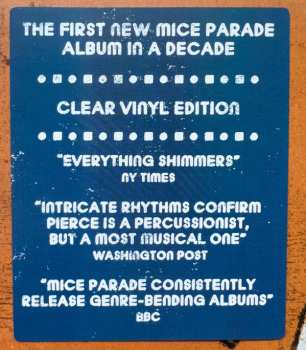 THE FIRST NEW MICE PARADE
ALBUM IN A DECADE
CLEAR VINYL EDITION
"EVERYTHING SHIMMERS"
NY TIMES
"INTRICATE RHYTHMS CONFIRM
PIERCE IS A PERCUSSIONIST,
BUT A MOST MUSICAL ONE"
WASHINGTON POST
"MICE PARADE CONSISTENTLY
RELEASE GENRE-BENDING ALBUMS"
BBC